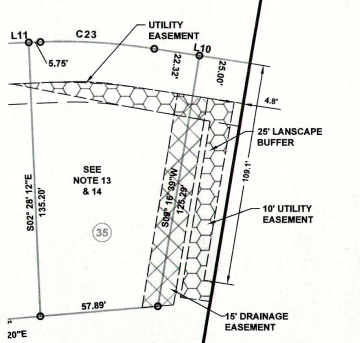 UTILITY
EASEMENT
L11
C23
L10
5.75'
22.32'
25.00'
4.8'
25' LANSCAPE
BUFFER
109.1'
SEE
NOTE 13
& 14
S02° 28' 12"E
135.20'
S09° 16' 39"W
125.29'
35
10' UTILITY
EASEMENT
57.89'
15' DRAINAGE
EASEMENT
20"E